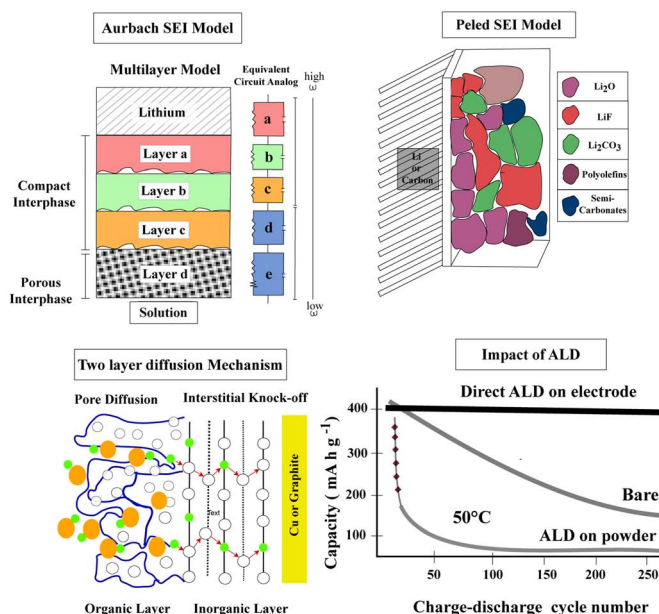 Aurbach SEI Model
Multilayer Model
Equivalent
Circuit Analog
high
ω
Lithium
Layer a
Layer b
Layer c
Layer d
Compact
Interphase
Porous
Interphase
Solution
a
b
c
d
e
low
ω
Peled SEI Model
Li
or
Carbon
Li₂O
LiF
Li₂CO₃
Polyolefins
Semi-
Carbonates
Two layer diffusion Mechanism
Pore Diffusion
Interstitial Knock-off
Text
Cu or Graphite
Organic Layer
Inorganic Layer
Impact of ALD
Direct ALD on electrode
Capacity ( mA h g⁻¹)
400
300
200
100
50°C
Bare
ALD on powder
50
100
150
200
250
Charge-discharge cycle number